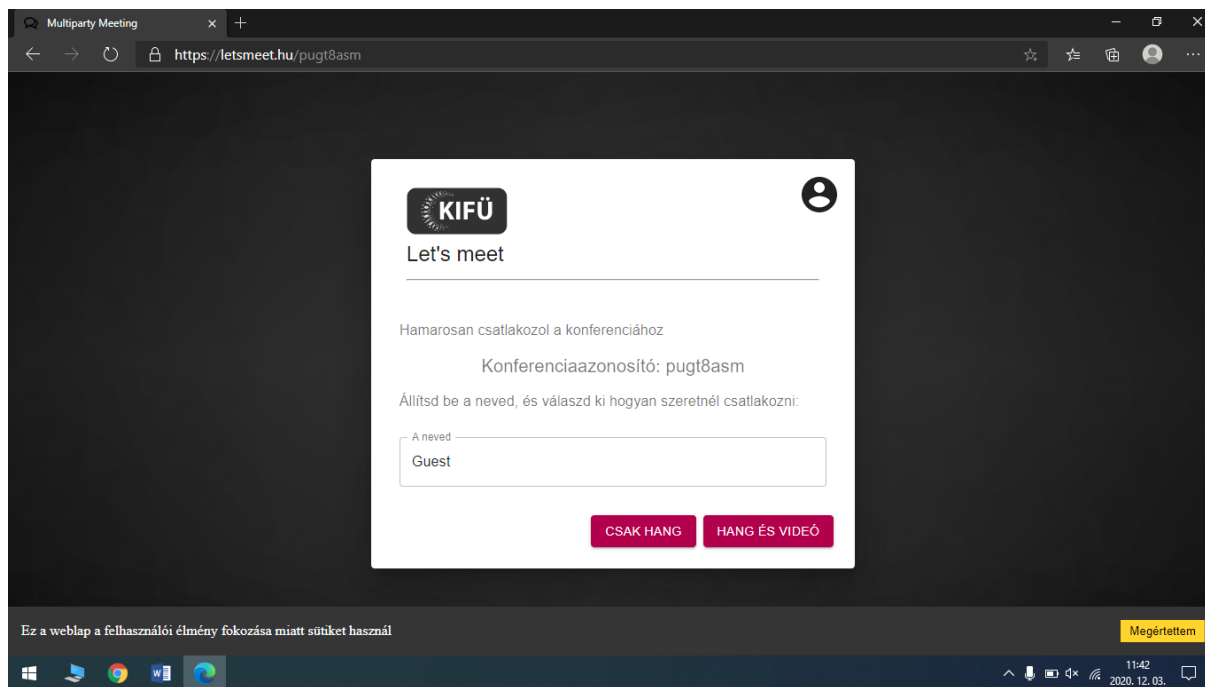 Multiparty Meeting
https://letsmeet.hu/pugt8asm
KIFÜ
Let's meet
Hamarosan csatlakozol a konferenciához
Konferenciaazonosító: pugt8asm
Állítsd be a neved, és válaszd ki hogyan szeretnél csatlakozni:
A neved
Guest
CSAK HANG HANG ÉS VIDEÓ
Ez a weblap a felhasználói élmény fokozása miatt sütiket használ Megértettem
11:42
2020. 12. 03.